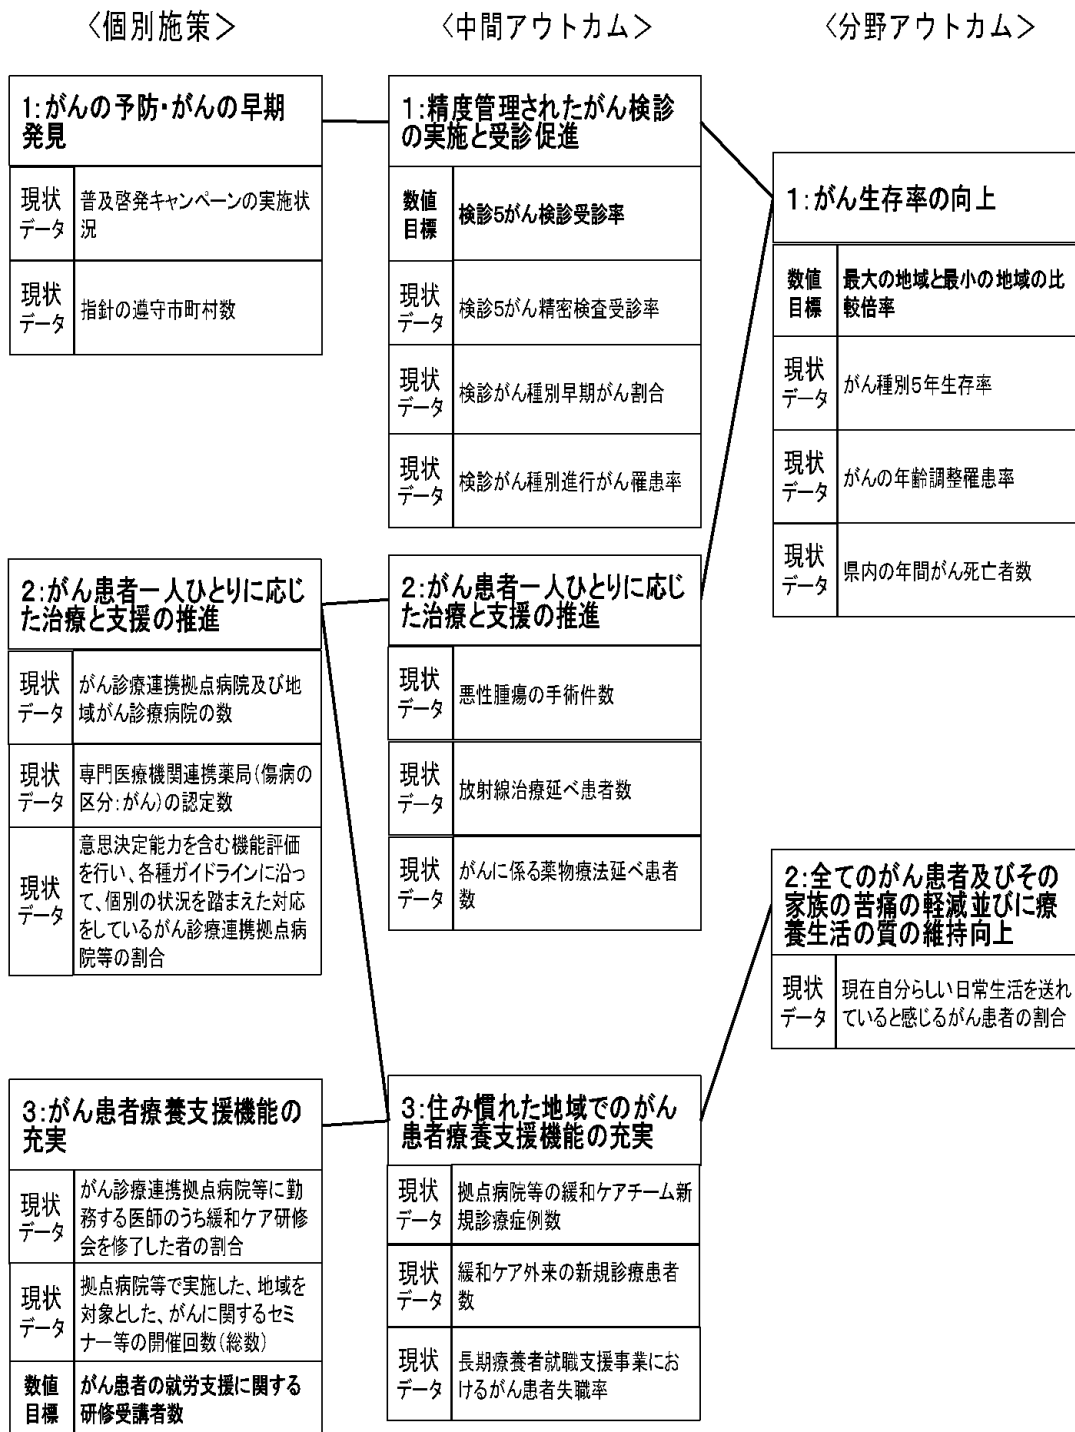 〈個別施策〉
1:がんの予防・がんの早期
発見
現状
データ
普及啓発キャンペーンの実施状
況
現状
データ
指針の遵守市町村数
2:がん患者一人ひとりに応じ
た治療と支援の推進
現状
データ
がん診療連携拠点病院及び地
域がん診療病院の数
現状
データ
専門医療機関連携薬局(傷病の
区分:がん)の認定数
現状
データ
意思決定能力を含む機能評価
を行い、各種ガイドラインに沿っ
て、個別の状況を踏まえた対応
をしているがん診療連携拠点病
院等の割合
3:がん患者療養支援機能の
充実
現状
データ
がん診療連携拠点病院等に勤
務する医師のうち緩和ケア研修
会を修了した者の割合
現状
データ
拠点病院等で実施した、地域を
対象とした、がんに関するセミ
ナー等の開催回数(総数)
数値
目標
がん患者の就労支援に関する
研修受講者数
〈中間アウトカム〉
1:精度管理されたがん検診
の実施と受診促進
数値
目標
検診5がん検診受診率
現状
データ
検診5がん精密検査受診率
現状
データ
検診がん種別早期がん割合
現状
データ
検診がん種別進行がん罹患率
2:がん患者一人ひとりに応じ
た治療と支援の推進
現状
データ
悪性腫瘍の手術件数
現状
データ
放射線治療延べ患者数
現状
データ
がんに係る薬物療法延べ患者
数
3:住み慣れた地域でのがん
患者療養支援機能の充実
現状
データ
拠点病院等の緩和ケアチーム新
規診療症例数
現状
データ
緩和ケア外来の新規診療患者
数
現状
データ
長期療養者就職支援事業にお
けるがん患者失職率
〈分野アウトカム〉
1:がん生存率の向上
数値
目標
最大の地域と最小の地域の比
較倍率
現状
データ
がん種別5年生存率
現状
データ
がんの年齢調整罹患率
現状
データ
県内の年間がん死亡者数
2:全てのがん患者及びその
家族の苦痛の軽減並びに療
養生活の質の維持向上
現状
データ
現在自分らしい日常生活を送れ
ていると感じるがん患者の割合